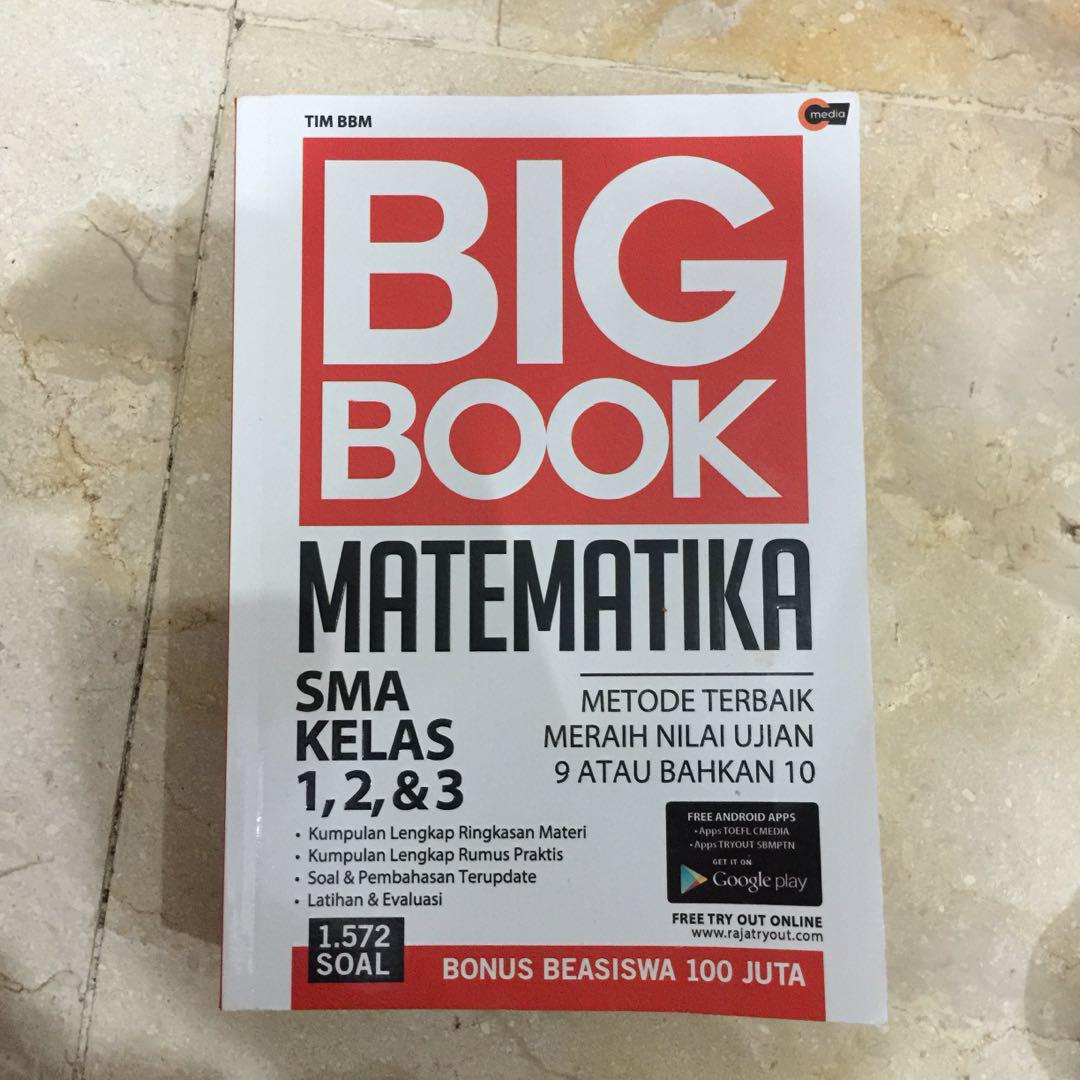 TIM BBM
media
BIG
BOOK
MATEMATIKA
SMA
KELAS
1, 2, & 3
METODE TERBAIK
MERAIH NILAI UJIAN
9 ATAU BAHKAN 10
• Kumpulan Lengkap Ringkasan Materi
• Kumpulan Lengkap Rumus Praktis
• Soal & Pembahasan Terupdate
• Latihan & Evaluasi
FREE ANDROID APPS
• Apps TOEFL CMEDIA
• Apps TRYOUT SBMPTN
GET IT ON
Google play
FREE TRY OUT ONLINE
www.rajatryout.com
1.572
SOAL
BONUS BEASISWA 100 JUTA